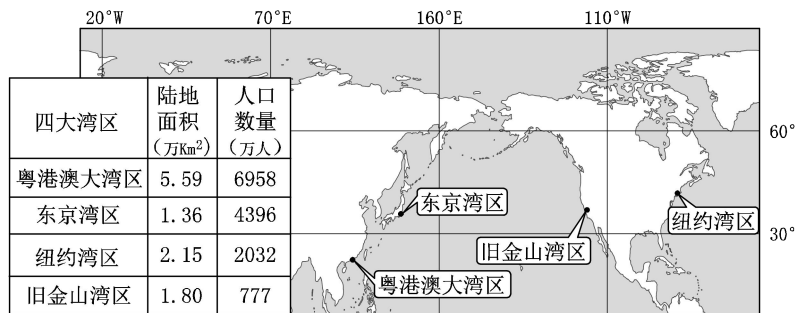 20°W 70°E 160°E 110°W
60°
30°
四大湾区 陆地面积(万Km²) 人口数量(万人)
粤港澳大湾区 5.59 6958
东京湾区 1.36 4396
纽约湾区 2.15 2032
旧金山湾区 1.80 777
东京湾区
纽约湾区
旧金山湾区
粤港澳大湾区